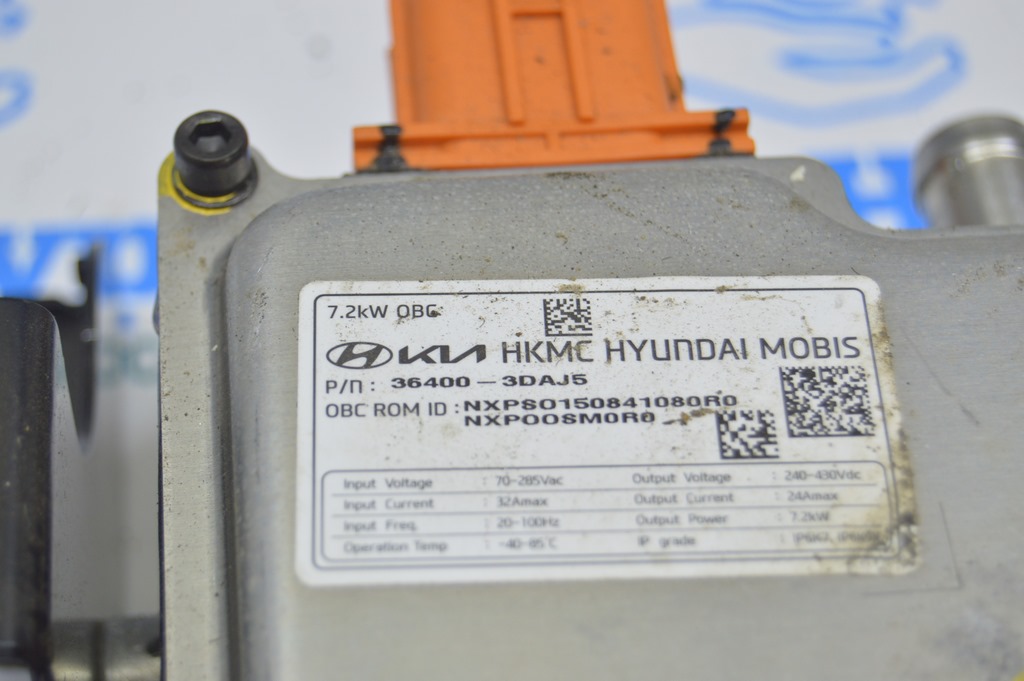 7.2kW OBC
KIA HKMC HYUNDAI MOBIS
P/N : 36400 - 3DAJ5
OBC ROM ID : NXPS0150841080R0
NXP00SM0R0
Input Voltage : 70-285Vac Output Voltage : 240-430Vdc
Input Current : 32Amax Output Current : 24Amax
Input Freq. : 20-100Hz Output Power : 7.2kW
Operation Temp : -40-85℃ IP grade :